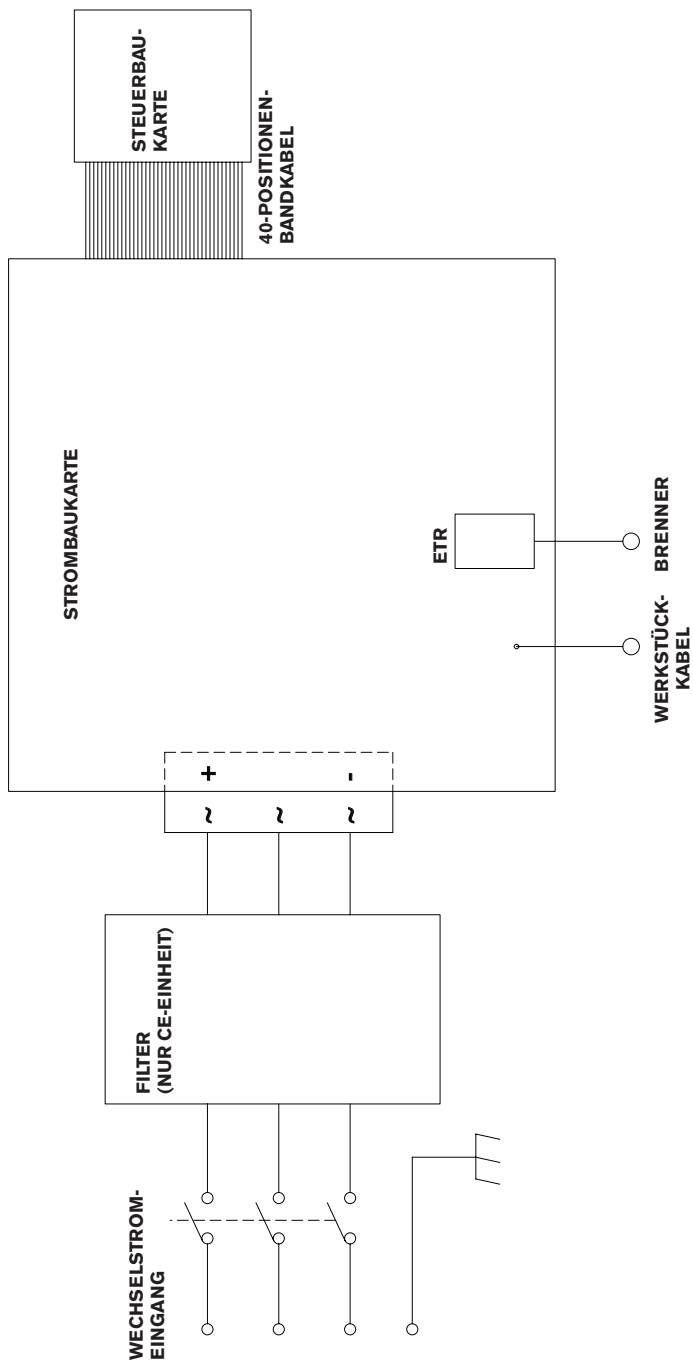 WECHSELSTROM-
EINGANG
FILTER
(NUR CE-EINHEIT)
~ +
~
~ -
STROMBAUKARTE
ETR
WERKSTÜCK-
KABEL
BRENNER
40-POSITIONEN-
BANDKABEL
STEUERBAU-
KARTE